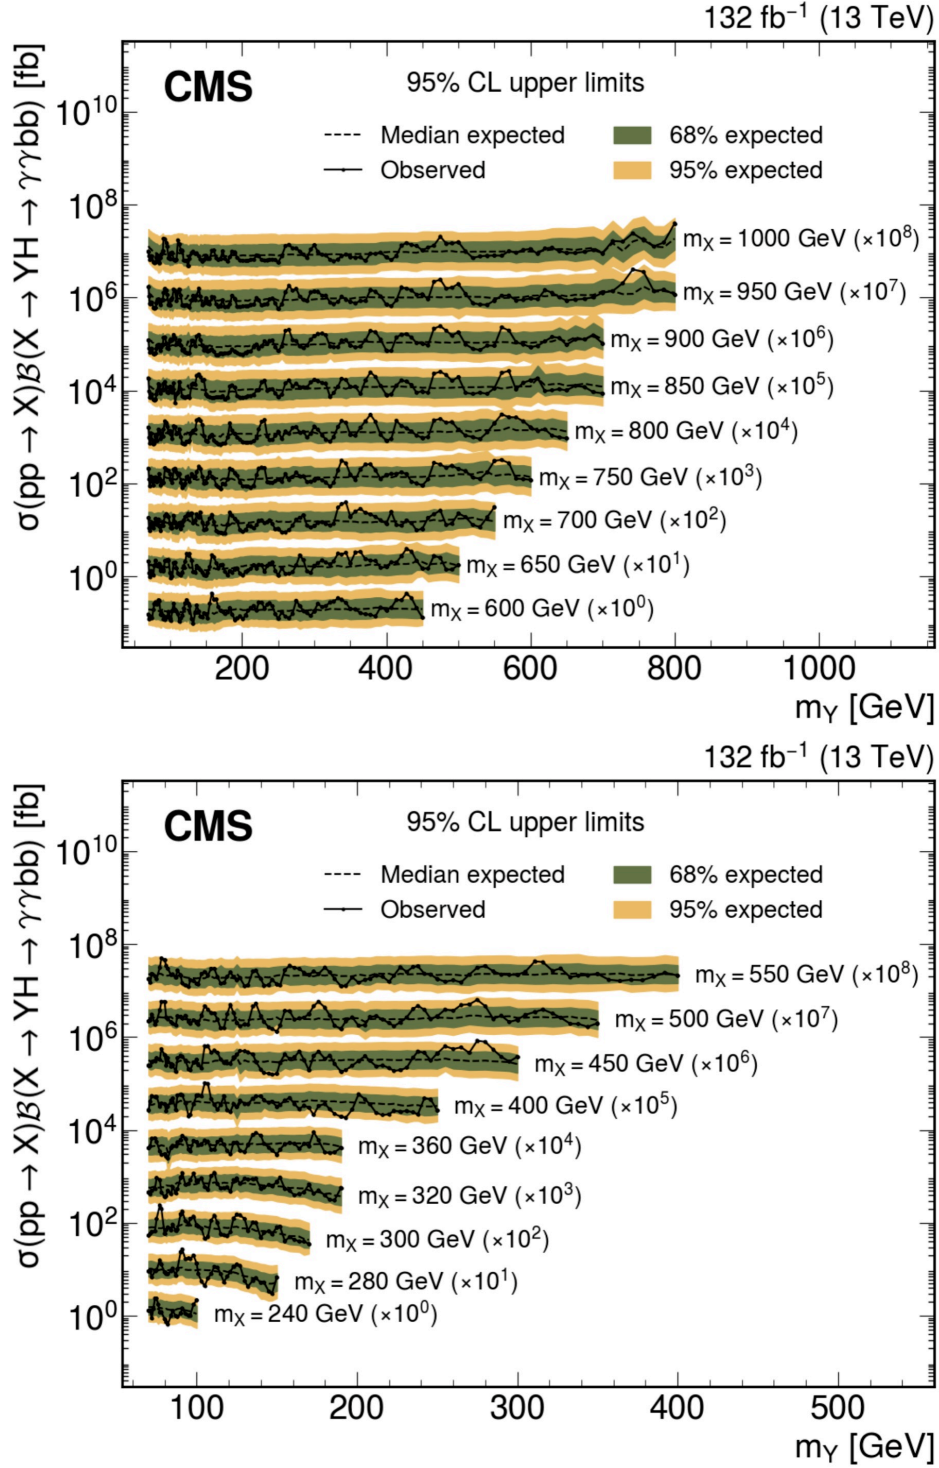 132 fb⁻¹ (13 TeV)
CMS
95% CL upper limits
Median expected
68% expected
Observed
95% expected
σ(pp → X)ℬ(X → YH → γγbb) [fb]
10¹⁰
10⁸
10⁶
10⁴
10²
10⁰
m_X = 1000 GeV (×10⁸)
m_X = 950 GeV (×10⁷)
m_X = 900 GeV (×10⁶)
m_X = 850 GeV (×10⁵)
m_X = 800 GeV (×10⁴)
m_X = 750 GeV (×10³)
m_X = 700 GeV (×10²)
m_X = 650 GeV (×10¹)
m_X = 600 GeV (×10⁰)
200 400 600 800 1000
m_Y [GeV]
132 fb⁻¹ (13 TeV)
CMS
95% CL upper limits
Median expected
68% expected
Observed
95% expected
σ(pp → X)ℬ(X → YH → γγbb) [fb]
10¹⁰
10⁸
10⁶
10⁴
10²
10⁰
m_X = 550 GeV (×10⁸)
m_X = 500 GeV (×10⁷)
m_X = 450 GeV (×10⁶)
m_X = 400 GeV (×10⁵)
m_X = 360 GeV (×10⁴)
m_X = 320 GeV (×10³)
m_X = 300 GeV (×10²)
m_X = 280 GeV (×10¹)
m_X = 240 GeV (×10⁰)
100 200 300 400 500
m_Y [GeV]